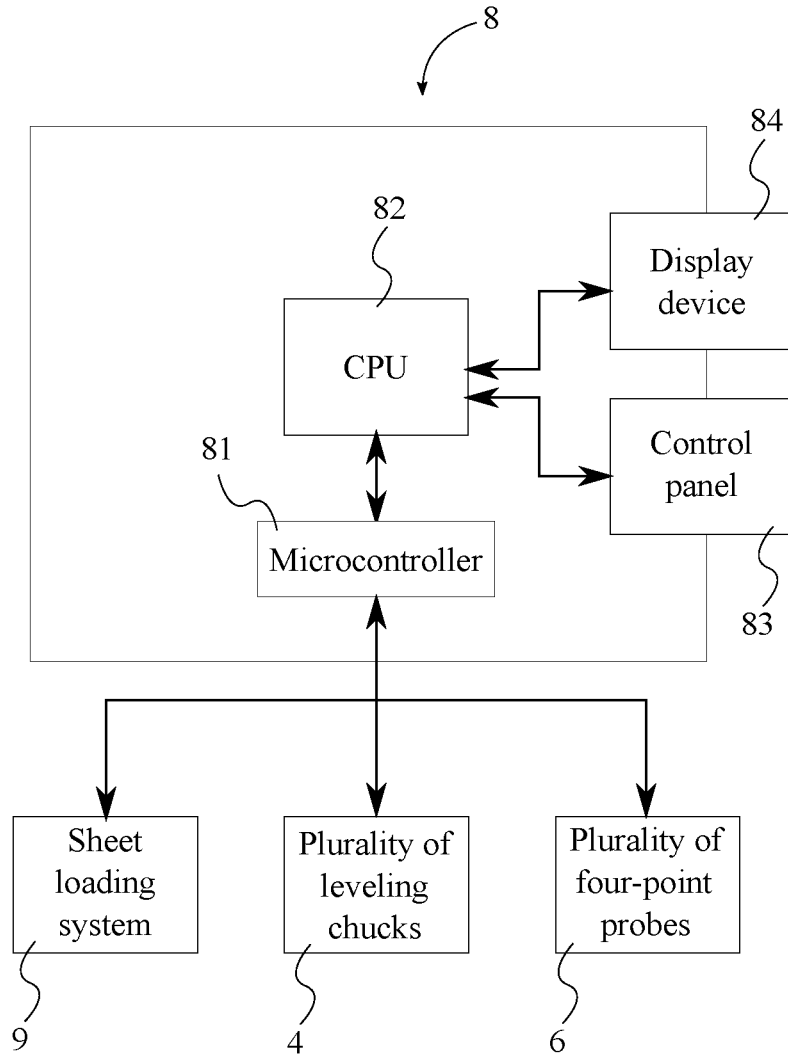 8
84
82
Display
device
CPU
81
Control
panel
Microcontroller
83
Sheet
loading
system
Plurality of
leveling
chucks
Plurality of
four-point
probes
9
4
6